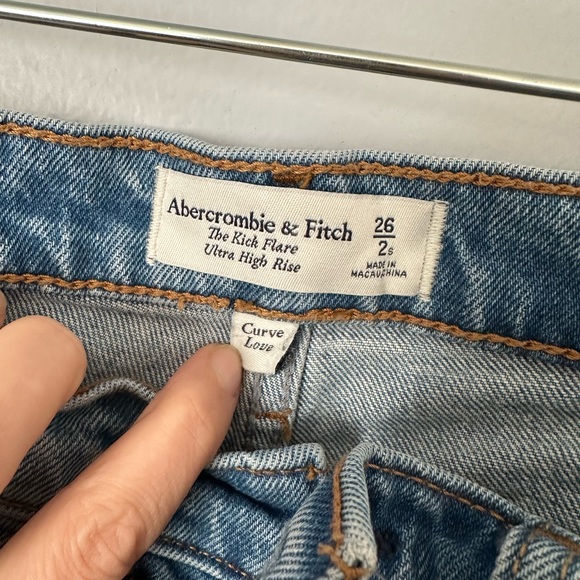 Abercrombie & Fitch
The Kick Flare
Ultra High Rise
26
2s
MADE IN
MACAU/CHINA
Curve
Love